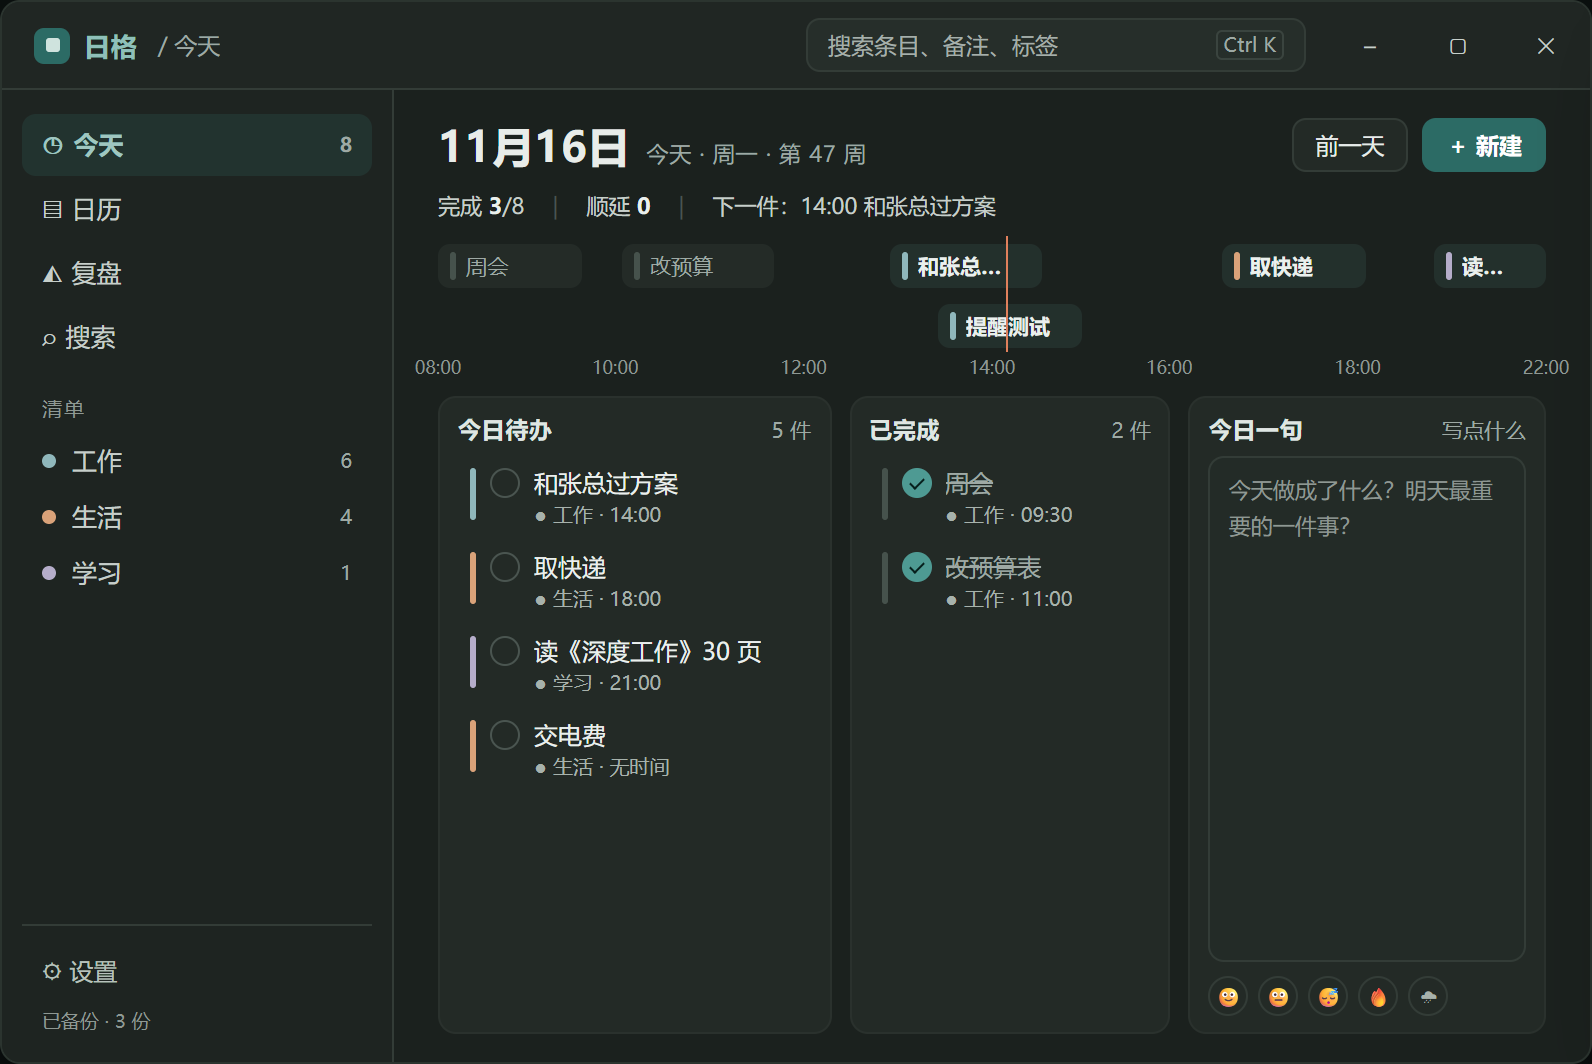 日格 / 今天
搜索条目、备注、标签 Ctrl K
今天 8
日历
复盘
搜索
清单
工作 6
生活 4
学习 1
设置
已备份 · 3 份
11月16日 今天 · 周一 · 第 47 周
前一天
+ 新建
完成 3/8 | 顺延 0 | 下一件：14:00 和张总过方案
周会 改预算 和张总… 取快递 读…
提醒测试
08:00 10:00 12:00 14:00 16:00 18:00 22:00
今日待办 5 件
和张总过方案
● 工作 · 14:00
取快递
● 生活 · 18:00
读《深度工作》30 页
● 学习 · 21:00
交电费
● 生活 · 无时间
已完成 2 件
周会
● 工作 · 09:30
改预算表
● 工作 · 11:00
今日一句 写点什么
今天做成了什么？明天最重
要的一件事？